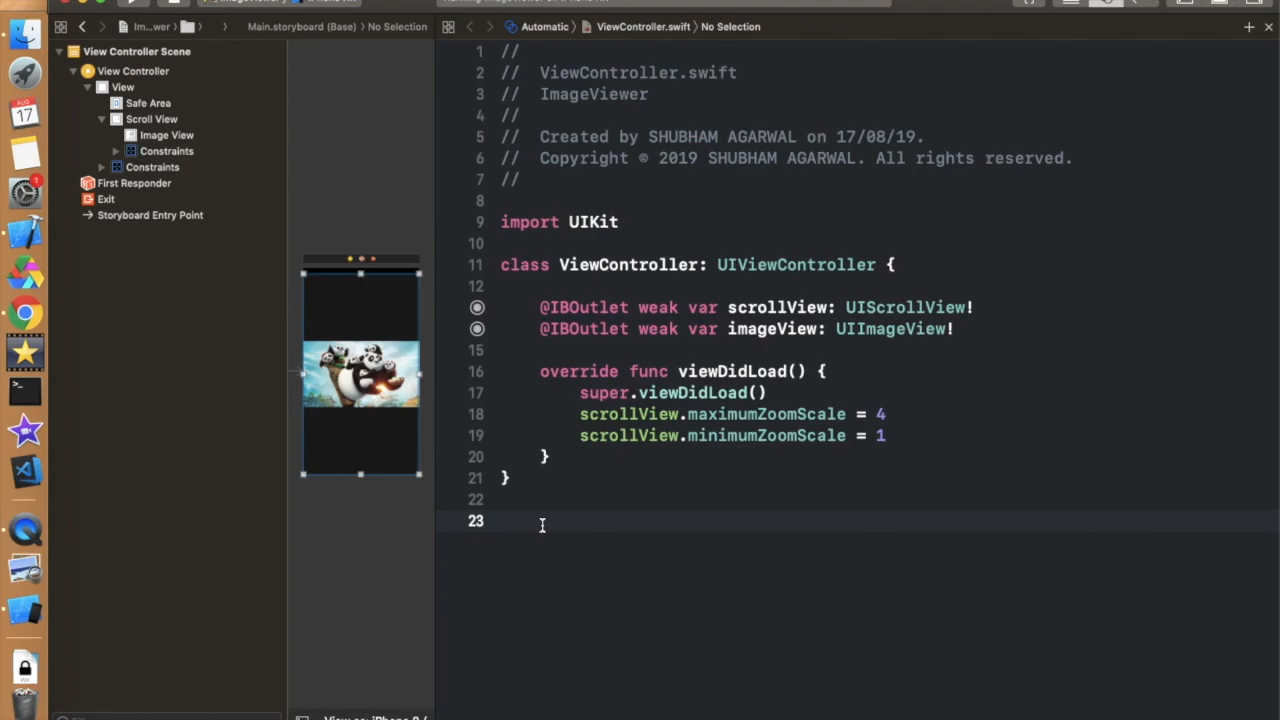 Im...wer
Main.storyboard (Base) › No Selection
Automatic › ViewController.swift › No Selection
View Controller Scene
View Controller
View
Safe Area
Scroll View
Image View
Constraints
Constraints
First Responder
Exit
Storyboard Entry Point
AUG
17
1
1 //
2 // ViewController.swift
3 // ImageViewer
4 //
5 // Created by SHUBHAM AGARWAL on 17/08/19.
6 // Copyright © 2019 SHUBHAM AGARWAL. All rights reserved.
7 //
8
9 import UIKit
10
11 class ViewController: UIViewController {
12
@IBOutlet weak var scrollView: UIScrollView!
@IBOutlet weak var imageView: UIImageView!
15
16 override func viewDidLoad() {
17 super.viewDidLoad()
18 scrollView.maximumZoomScale = 4
19 scrollView.minimumZoomScale = 1
20 }
21 }
22
23